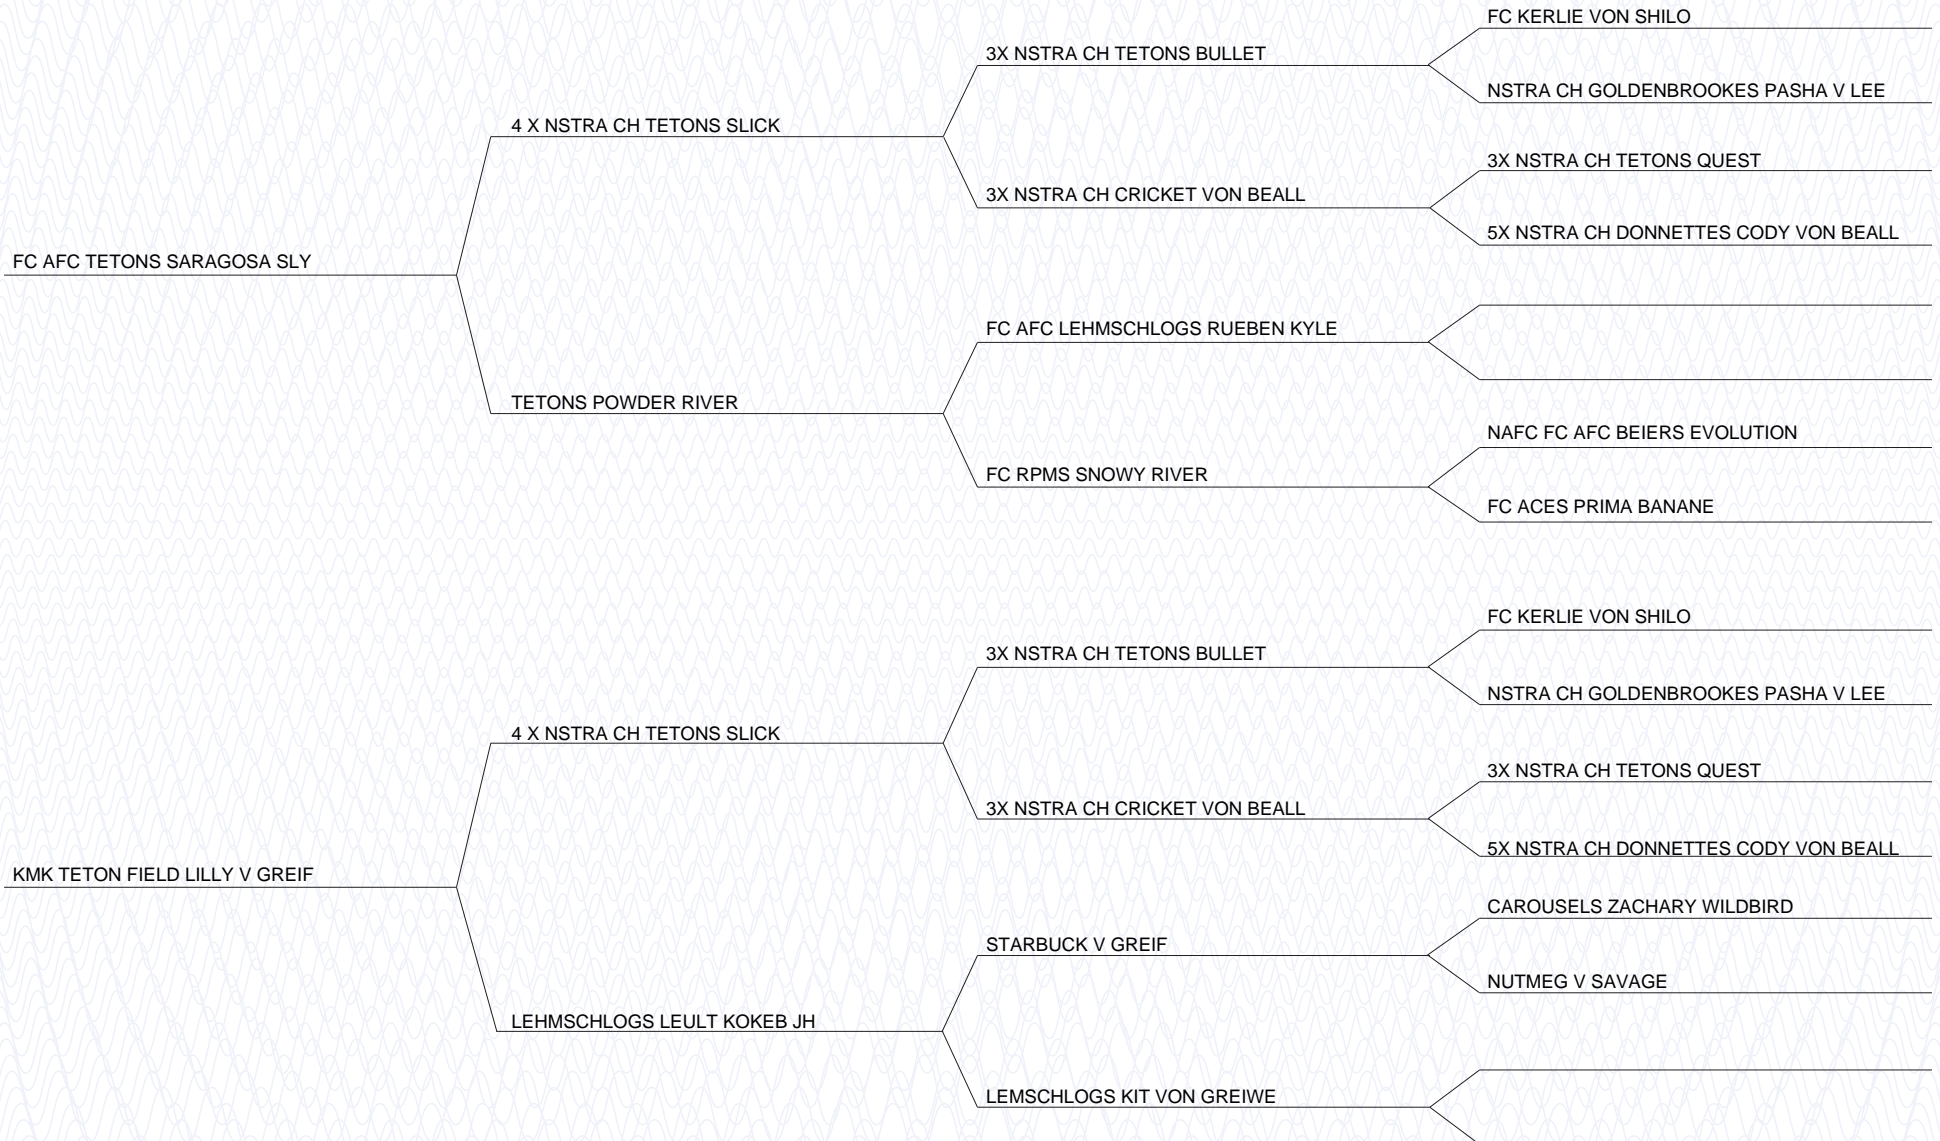 FC KERLIE VON SHILO
3X NSTRA CH TETONS BULLET
NSTRA CH GOLDENBROOKES PASHA V LEE
4 X NSTRA CH TETONS SLICK
3X NSTRA CH TETONS QUEST
3X NSTRA CH CRICKET VON BEALL
5X NSTRA CH DONNETTES CODY VON BEALL
FC AFC TETONS SARAGOSA SLY
FC AFC LEHMSCHLOGS RUEBEN KYLE
TETONS POWDER RIVER
NAFC FC AFC BEIERS EVOLUTION
FC RPMS SNOWY RIVER
FC ACES PRIMA BANANE
FC KERLIE VON SHILO
3X NSTRA CH TETONS BULLET
NSTRA CH GOLDENBROOKES PASHA V LEE
4 X NSTRA CH TETONS SLICK
3X NSTRA CH TETONS QUEST
3X NSTRA CH CRICKET VON BEALL
5X NSTRA CH DONNETTES CODY VON BEALL
KMK TETON FIELD LILLY V GREIF
CAROUSELS ZACHARY WILDBIRD
STARBUCK V GREIF
NUTMEG V SAVAGE
LEHMSCHLOGS LEULT KOKEB JH
LEMSCHLOGS KIT VON GREIWE